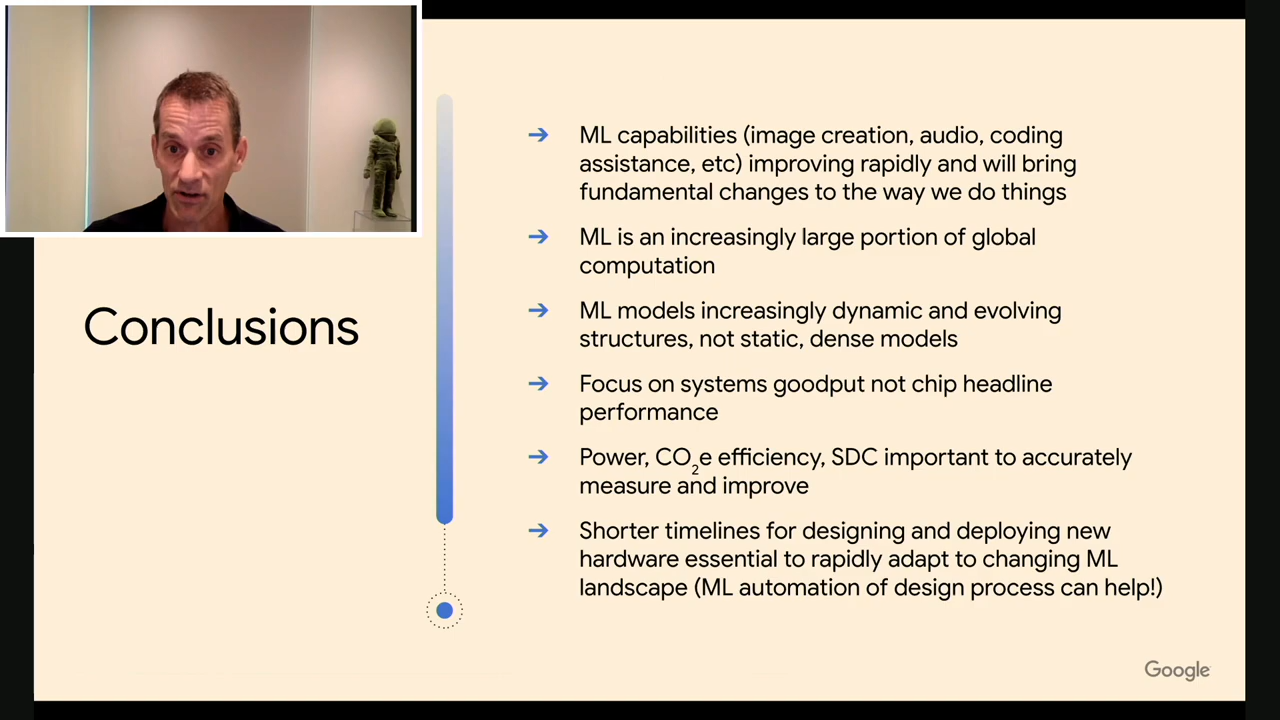 Conclusions
➔ ML capabilities (image creation, audio, coding
assistance, etc) improving rapidly and will bring
fundamental changes to the way we do things
➔ ML is an increasingly large portion of global
computation
➔ ML models increasingly dynamic and evolving
structures, not static, dense models
➔ Focus on systems goodput not chip headline
performance
➔ Power, CO₂e efficiency, SDC important to accurately
measure and improve
➔ Shorter timelines for designing and deploying new
hardware essential to rapidly adapt to changing ML
landscape (ML automation of design process can help!)
Google